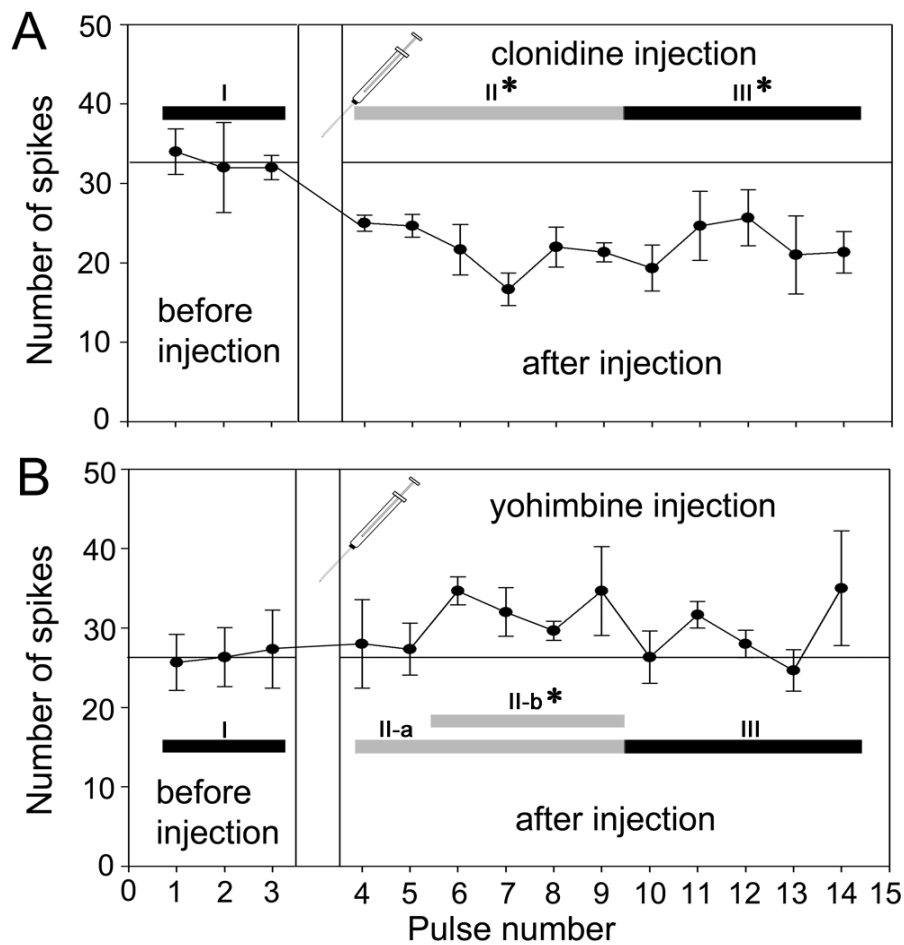 A
50
40
30
20
10
0
Number of spikes
I
clonidine injection
II*
III*
before
injection
after injection
B
50
40
30
20
10
0
Number of spikes
yohimbine injection
II-b*
I
II-a
III
before
injection
after injection
0 1 2 3 4 5 6 7 8 9 10 11 12 13 14 15
Pulse number